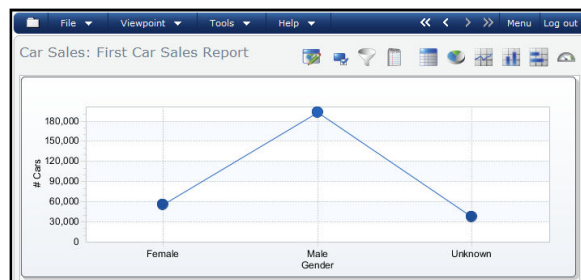 File Viewpoint Tools Help Menu Log out
Car Sales: First Car Sales Report
180,000
150,000
120,000
90,000
60,000
30,000
0
# Cars
Female Male Unknown
Gender